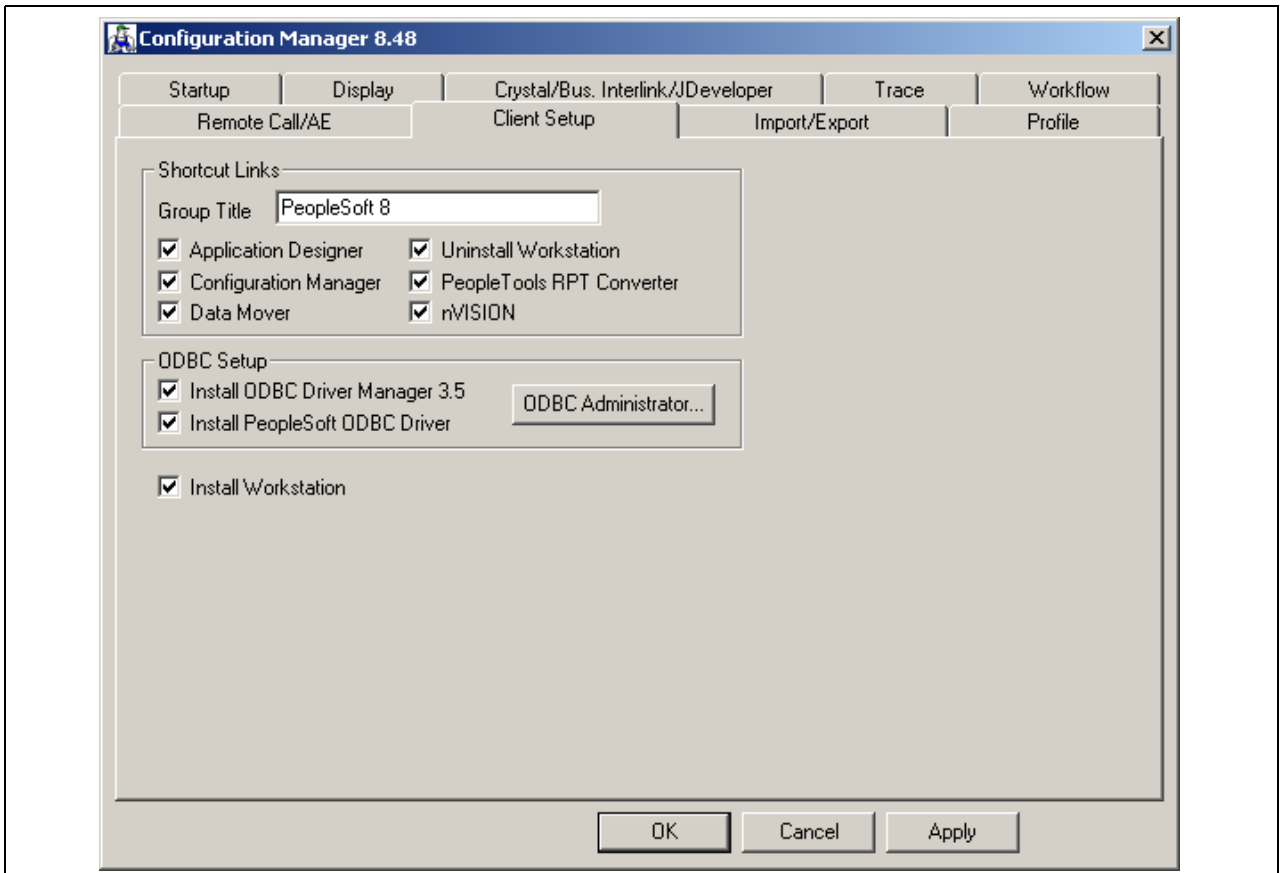 Configuration Manager 8.48
Startup Display Crystal/Bus. Interlink/JDeveloper Trace Workflow
Remote Call/AE Client Setup Import/Export Profile
Shortcut Links
Group Title PeopleSoft 8
Application Designer Uninstall Workstation
Configuration Manager PeopleTools RPT Converter
Data Mover nVISION
ODBC Setup
Install ODBC Driver Manager 3.5 ODBC Administrator...
Install PeopleSoft ODBC Driver
Install Workstation
OK Cancel Apply